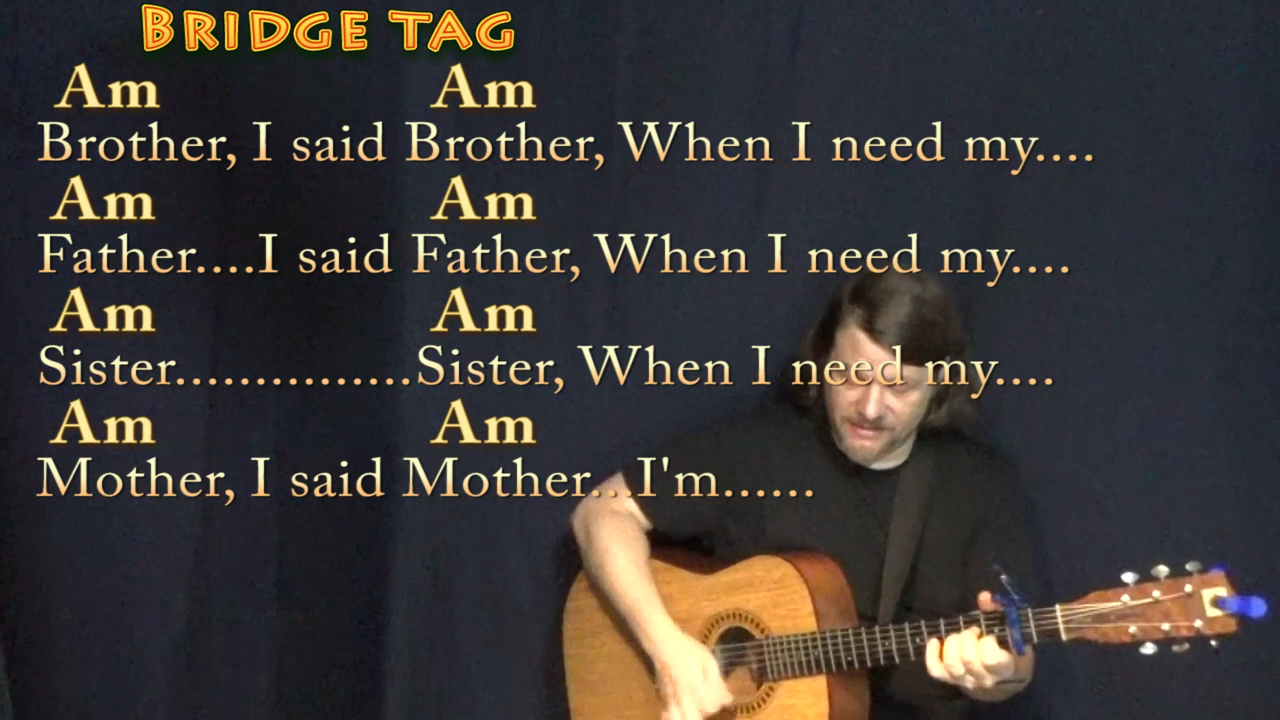 BRIDGE TAG
Am Am
Brother, I said Brother, When I need my....
Am Am
Father....I said Father, When I need my....
Am Am
Sister...............Sister, When I need my....
Am Am
Mother, I said Mother...I'm......